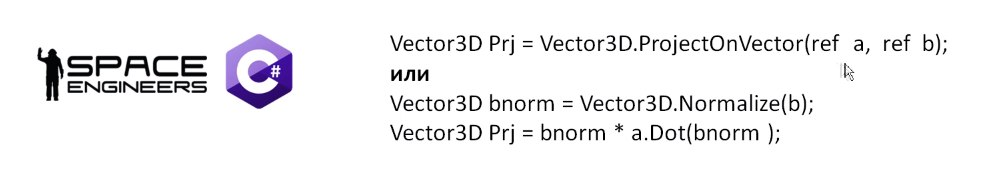 SPACE
ENGINEERS
C#
Vector3D Prj = Vector3D.ProjectOnVector(ref a, ref b);
или
Vector3D bnorm = Vector3D.Normalize(b);
Vector3D Prj = bnorm * a.Dot(bnorm );